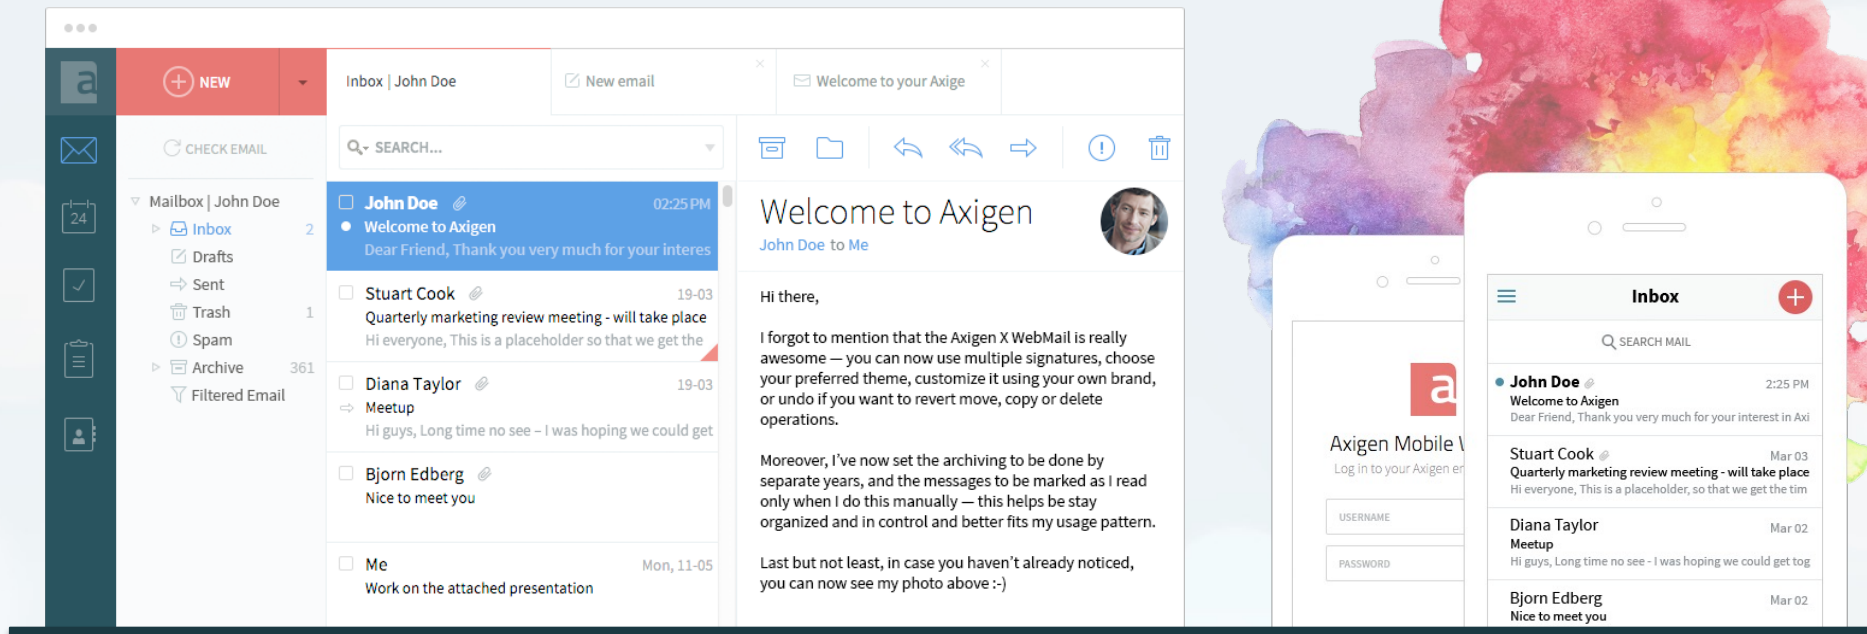 a
NEW
Inbox | John Doe
New email
Welcome to your Axige
CHECK EMAIL
SEARCH...
24
Mailbox | John Doe
Inbox 2
Drafts
Sent
Trash 1
Spam
Archive 361
Filtered Email
John Doe 02:25 PM
Welcome to Axigen
Dear Friend, Thank you very much for your interes
Stuart Cook 19-03
Quarterly marketing review meeting - will take place
Hi everyone, This is a placeholder so that we get the
Diana Taylor 19-03
Meetup
Hi guys, Long time no see – I was hoping we could get
Bjorn Edberg
Nice to meet you
Me Mon, 11-05
Work on the attached presentation
Welcome to Axigen
John Doe to Me
Hi there,
I forgot to mention that the Axigen X WebMail is really
awesome — you can now use multiple signatures, choose
your preferred theme, customize it using your own brand,
or undo if you want to revert move, copy or delete
operations.
Moreover, I've now set the archiving to be done by
separate years, and the messages to be marked as I read
only when I do this manually — this helps be stay
organized and in control and better fits my usage pattern.
Last but not least, in case you haven't already noticed,
you can now see my photo above :-)
a
Axigen Mobile W
Log in to your Axigen er
USERNAME
PASSWORD
Inbox
SEARCH MAIL
John Doe 2:25 PM
Welcome to Axigen
Dear Friend, Thank you very much for your interest in Axi
Stuart Cook Mar 03
Quarterly marketing review meeting - will take place
Hi everyone, This is a placeholder, so that we get the tim
Diana Taylor Mar 02
Meetup
Hi guys, Long time no see - I was hoping we could get tog
Bjorn Edberg Mar 02
Nice to meet you